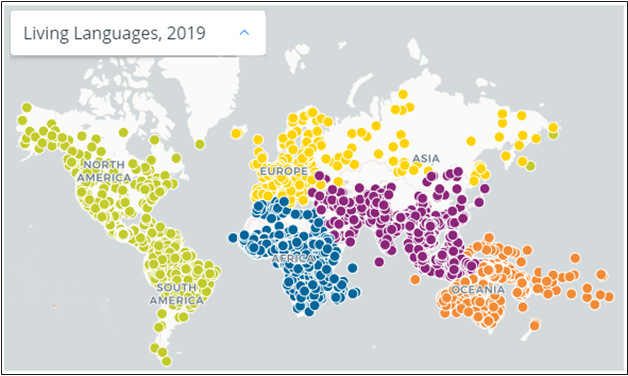 Living Languages, 2019
NORTH
AMERICA
EUROPE
ASIA
AFRICA
SOUTH
AMERICA
OCEANIA